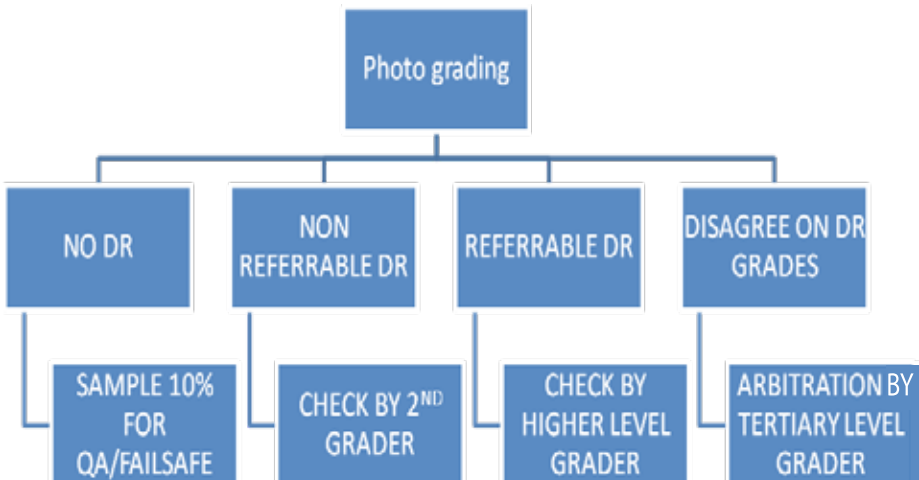 Photo grading
NO DR
NON
REFERRABLE DR
REFERRABLE DR
DISAGREE ON DR
GRADES
SAMPLE 10%
FOR
QA/FAILSAFE
CHECK BY 2ND
GRADER
CHECK BY
HIGHER LEVEL
GRADER
ARBITRATION BY
TERTIARY LEVEL
GRADER